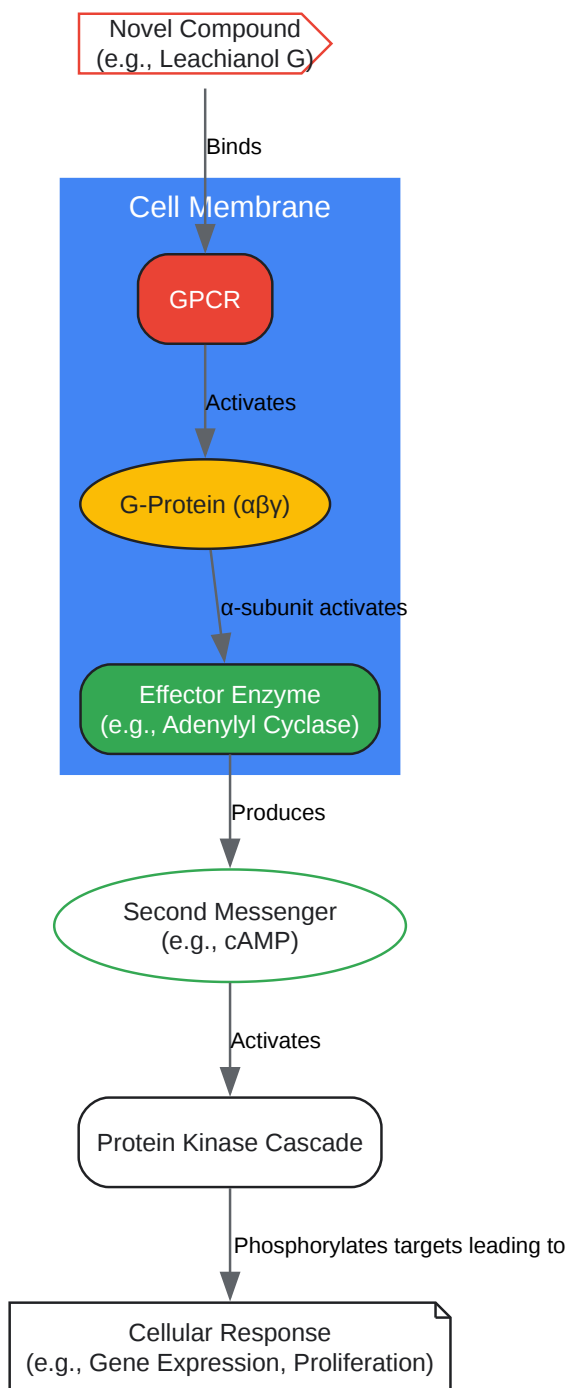 Novel Compound
(e.g., Leachianol G)
Binds
Cell Membrane
GPCR
Activates
G-Protein (αβγ)
α-subunit activates
Effector Enzyme
(e.g., Adenylyl Cyclase)
Produces
Second Messenger
(e.g., cAMP)
Activates
Protein Kinase Cascade
Phosphorylates targets leading to
Cellular Response
(e.g., Gene Expression, Proliferation)